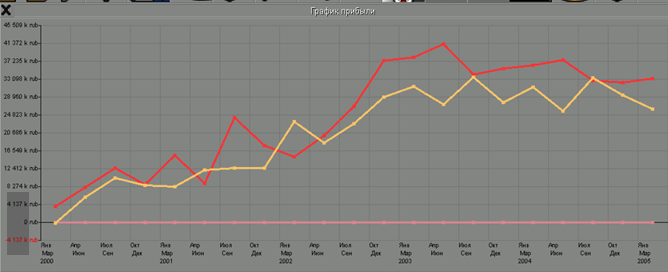 График прибыли
46 509 k rub
41 372 k rub
37 235 k rub
33 098 k rub
28 960 k rub
24 823 k rub
20 686 k rub
16 549 k rub
12 412 k rub
8 274 k rub
4 137 k rub
0 rub
-4 137 k rub
Янв Апр Июл Окт Янв Апр Июл Окт Янв Апр Июл Окт Янв Апр Июл Окт Янв Апр Июл Окт Янв
Мар Июн Сен Дек Мар Июн Сен Дек Мар Июн Сен Дек Мар Июн Сен Дек Мар Июн Сен Дек Мар
2000 2001 2002 2003 2004 2005